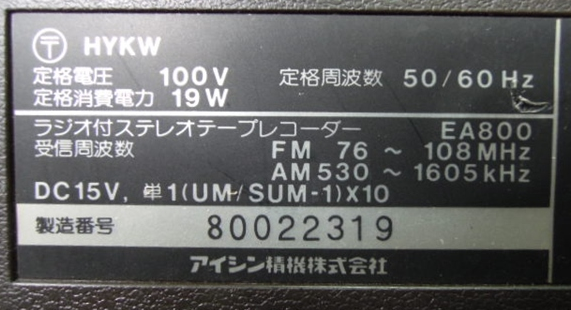 〒 HYKW
定格電圧 100V 定格周波数 50/60Hz
定格消費電力 19W
ラジオ付ステレオテープレコーダー EA800
受信周波数 FM 76 ~ 108MHz
AM 530 ~ 1605kHz
DC15V, 単1(UM/SUM-1)X10
製造番号 80022319
アイシン精機株式会社